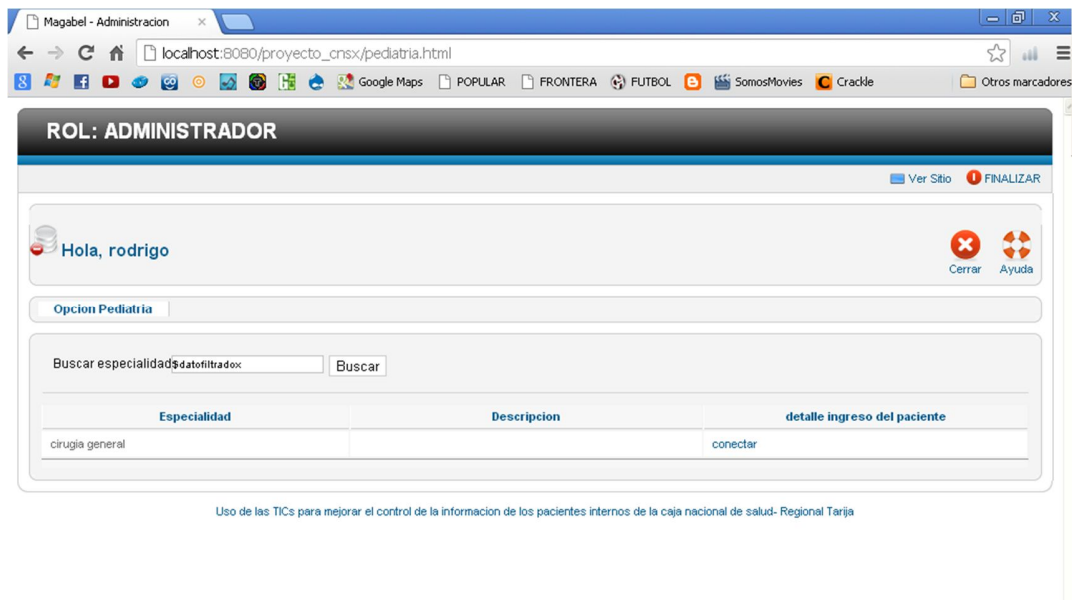 Magabel - Administracion
localhost:8080/proyecto_cnsx/pediatria.html
Google Maps POPULAR FRONTERA FUTBOL SomosMovies Crackle Otros marcadores
ROL: ADMINISTRADOR
Ver Sitio FINALIZAR
Hola, rodrigo
Cerrar Ayuda
Opcion Pediatria
Buscar especialidad $datofiltradox Buscar
Especialidad Descripcion detalle ingreso del paciente
cirugia general conectar
Uso de las TICs para mejorar el control de la informacion de los pacientes internos de la caja nacional de salud- Regional Tarija